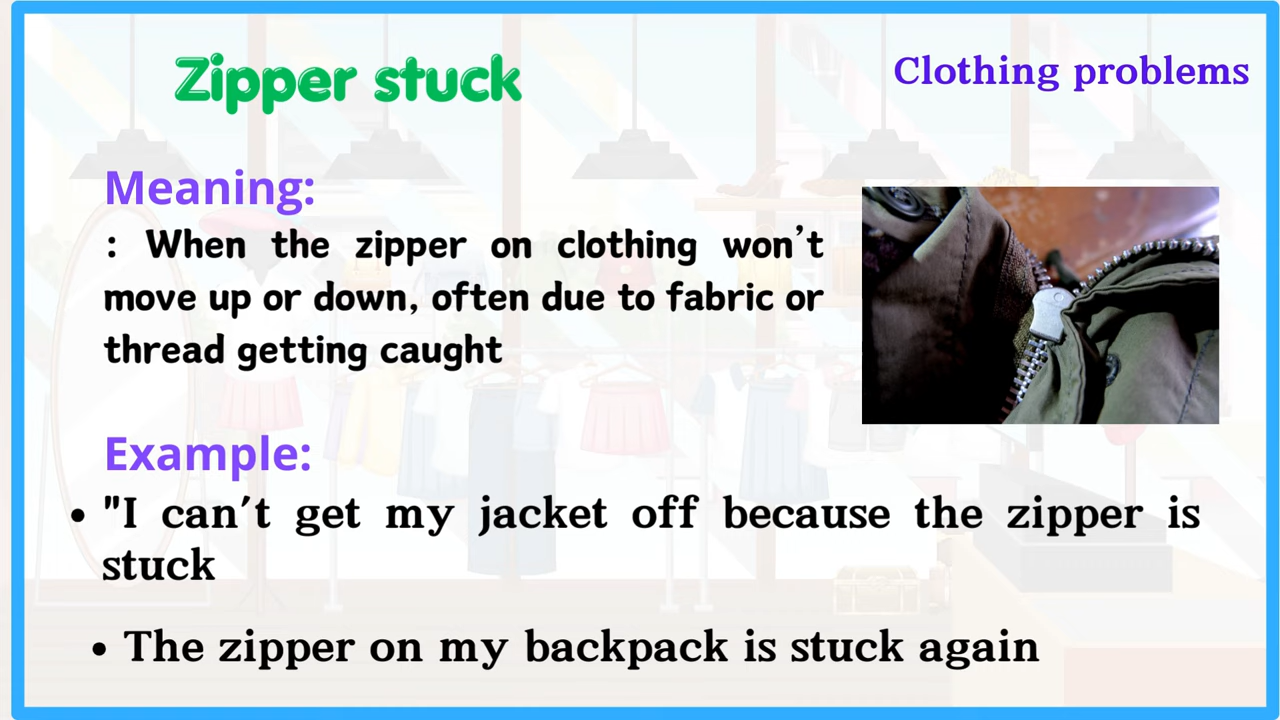 Zipper stuck
Clothing problems
Meaning:
: When the zipper on clothing won’t
move up or down, often due to fabric or
thread getting caught
Example:
• "I can’t get my jacket off because the zipper is
stuck
• The zipper on my backpack is stuck again